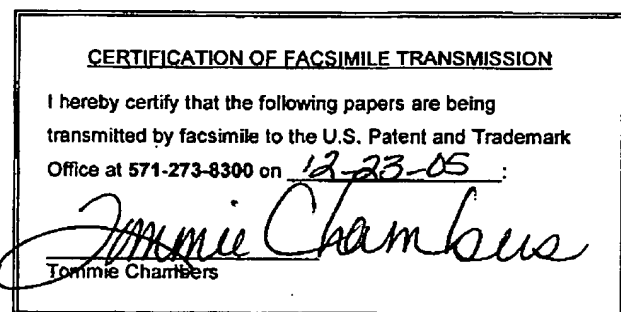 CERTIFICATION OF FACSIMILE TRANSMISSION
I hereby certify that the following papers are being
transmitted by facsimile to the U.S. Patent and Trademark
Office at 571-273-8300 on 12-23-05 :
Tommie Chambers
Tommie Chambers